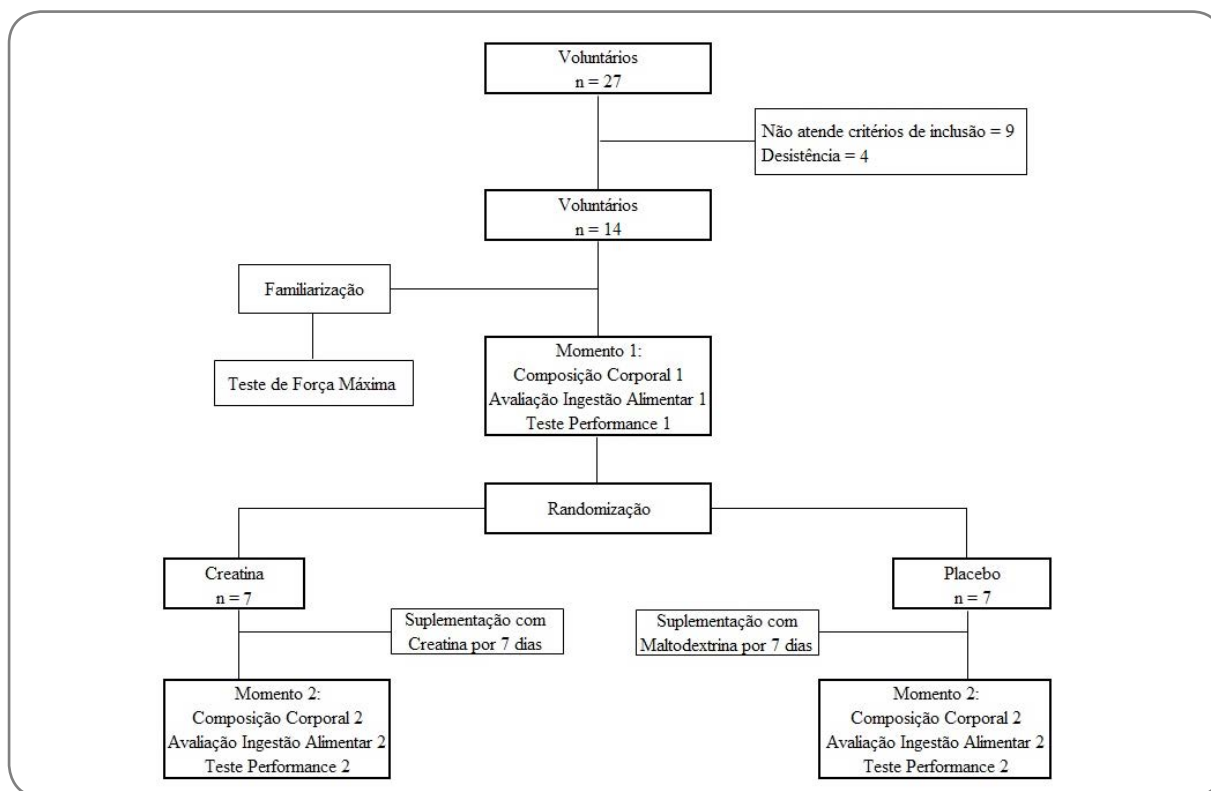 Voluntários
n = 27
Não atende critérios de inclusão = 9
Desistência = 4
Voluntários
n = 14
Familiarização
Teste de Força Máxima
Momento 1:
Composição Corporal 1
Avaliação Ingestão Alimentar 1
Teste Performance 1
Randomização
Creatina
n = 7
Placebo
n = 7
Suplementação com
Creatina por 7 dias
Suplementação com
Maltodextrina por 7 dias
Momento 2:
Composição Corporal 2
Avaliação Ingestão Alimentar 2
Teste Performance 2
Momento 2:
Composição Corporal 2
Avaliação Ingestão Alimentar 2
Teste Performance 2